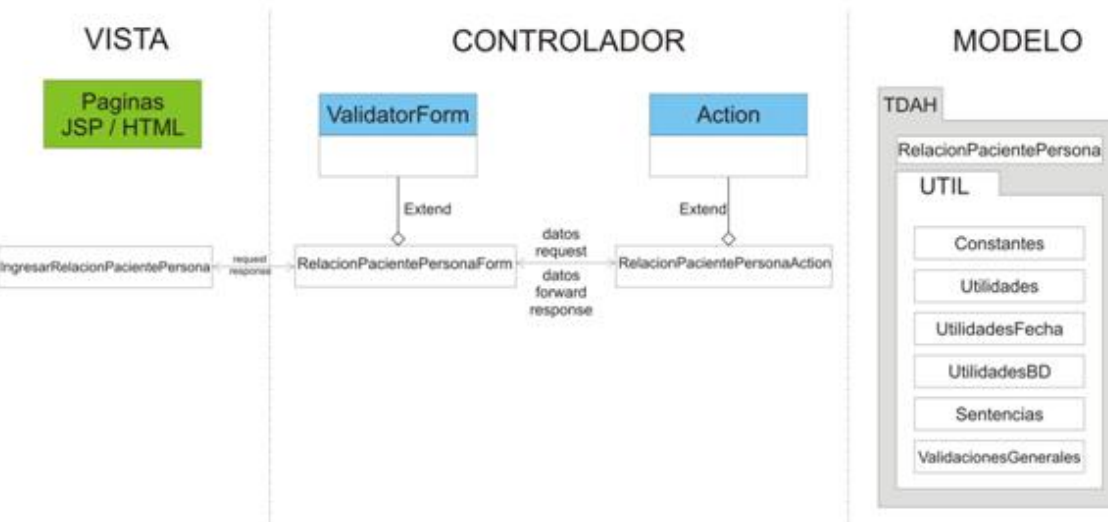 VISTA
CONTROLADOR
MODELO
Paginas
JSP / HTML
ValidatorForm
Action
TDAH
RelacionPacientePersona
UTIL
Extend
Extend
datos
request
IngresarRelacionPacientePersona
request
response
RelacionPacientePersonaForm
RelacionPacientePersonaAction
datos
forward
response
Constantes
Utilidades
UtilidadesFecha
UtilidadesBD
Sentencias
ValidacionesGenerales